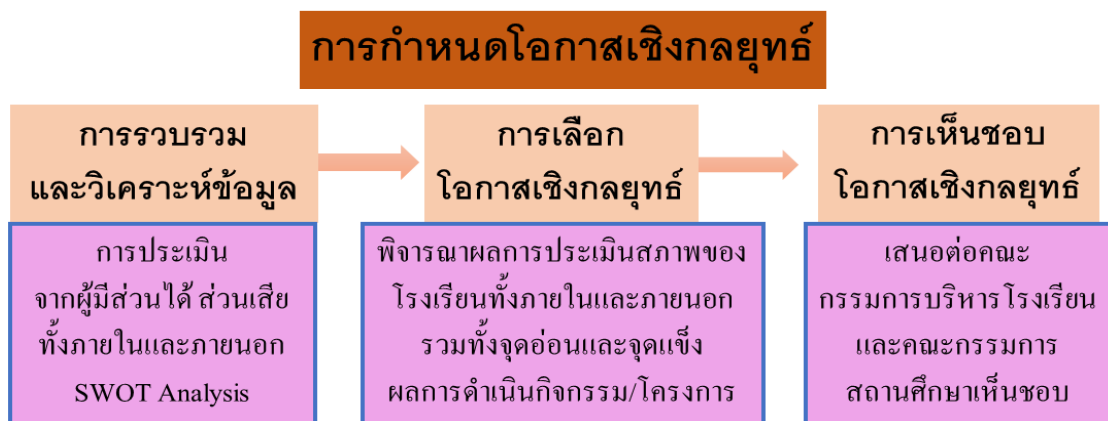 การกำหนดโอกาสเชิงกลยุทธ์
การรวบรวม
และวิเคราะห์ข้อมูล
การประเมิน
จากผู้มีส่วนได้ ส่วนเสีย
ทั้งภายในและภายนอก
SWOT Analysis
การเลือก
โอกาสเชิงกลยุทธ์
พิจารณาผลการประเมินสภาพของ
โรงเรียนทั้งภายในและภายนอก
รวมทั้งจุดอ่อนและจุดแข็ง
ผลการดำเนินกิจกรรม/โครงการ
การเห็นชอบ
โอกาสเชิงกลยุทธ์
เสนอต่อคณะ
กรรมการบริหารโรงเรียน
และคณะกรรมการ
สถานศึกษาเห็นชอบ